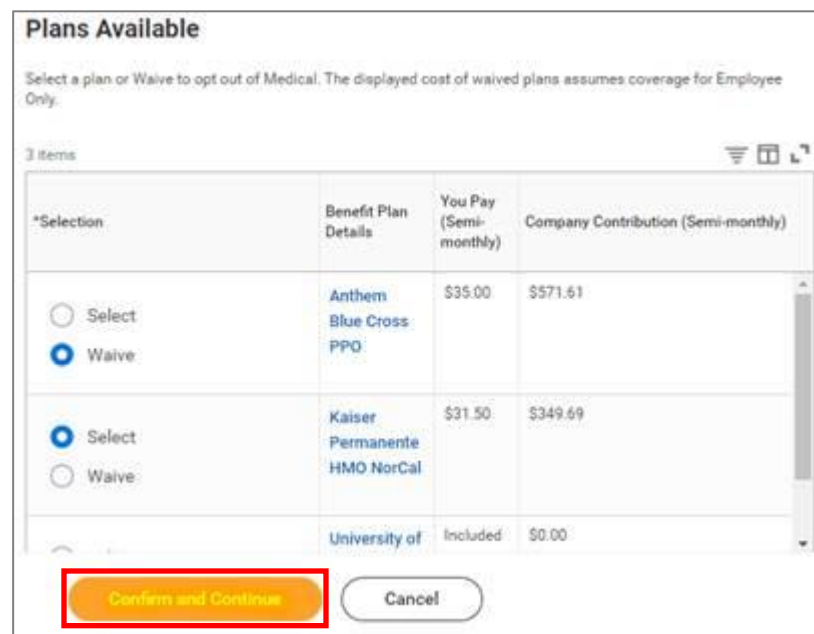 Plans Available
Select a plan or Waive to opt out of Medical. The displayed cost of waived plans assumes coverage for Employee
Only.
3 items
*Selection
Benefit Plan
Details
You Pay
(Semi-
monthly)
Company Contribution (Semi-monthly)
Select
Waive
Anthem
Blue Cross
PPO
$35.00
$571.61
Select
Waive
Kaiser
Permanente
HMO NorCal
$31.50
$349.69
University of
Included
$0.00
Confirm and Continue
Cancel